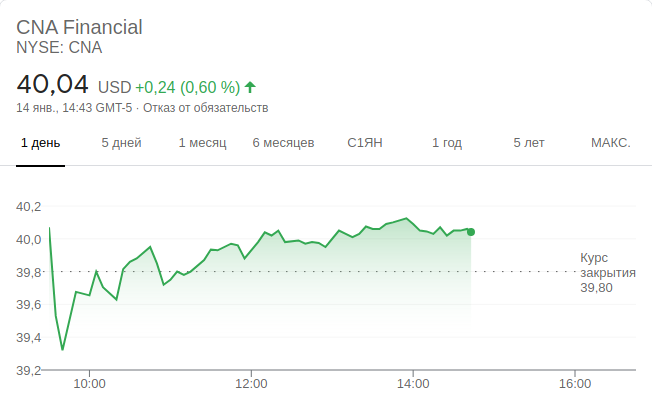 CNA Financial
NYSE: CNA
40,04 USD +0,24 (0,60 %)
14 янв., 14:43 GMT-5 · Отказ от обязательств
1 день 5 дней 1 месяц 6 месяцев С1ЯН 1 год 5 лет МАКС.
40,2
40,0
39,8
39,6
39,4
39,2
Курс
закрытия
39,80
10:00 12:00 14:00 16:00